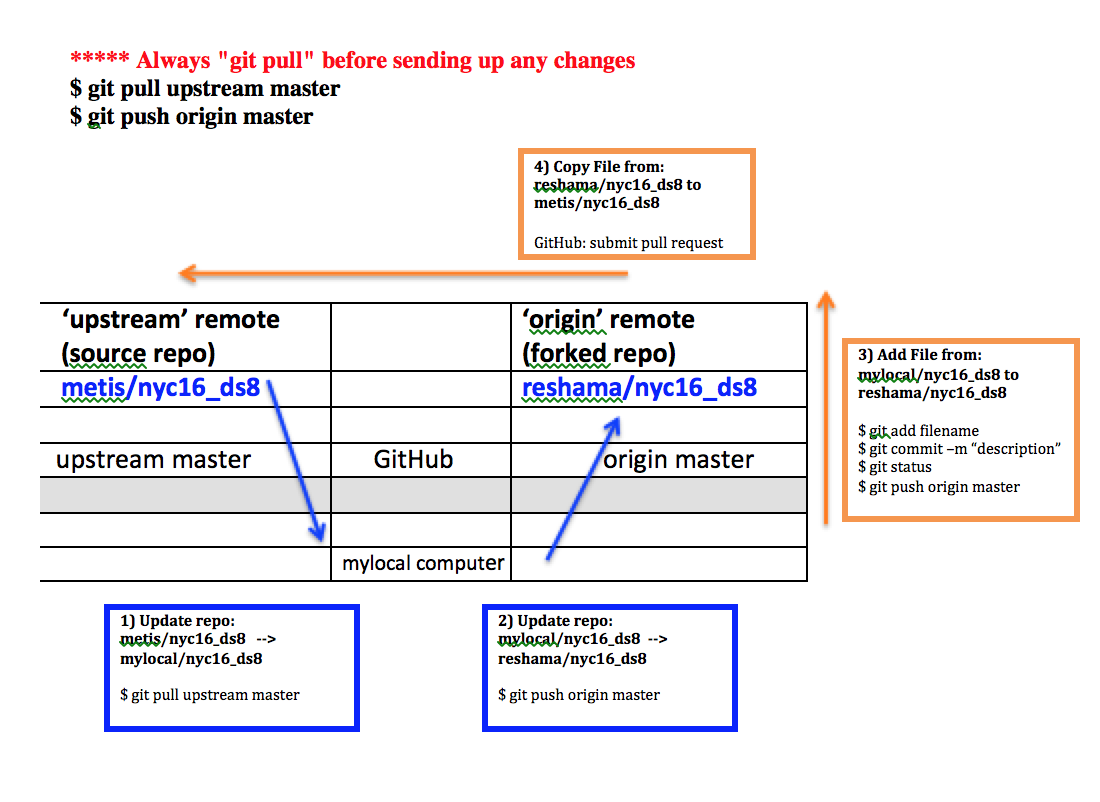 ***** Always "git pull" before sending up any changes
$ git pull upstream master
$ git push origin master
4) Copy File from:
reshama/nyc16_ds8 to
metis/nyc16_ds8
GitHub: submit pull request
‘upstream’ remote
(source repo)
‘origin’ remote
(forked repo)
metis/nyc16_ds8
reshama/nyc16_ds8
upstream master
GitHub
origin master
mylocal computer
3) Add File from:
mylocal/nyc16_ds8 to
reshama/nyc16_ds8
$ git add filename
$ git commit –m “description”
$ git status
$ git push origin master
1) Update repo:
metis/nyc16_ds8 -->
mylocal/nyc16_ds8
$ git pull upstream master
2) Update repo:
mylocal/nyc16_ds8 -->
reshama/nyc16_ds8
$ git push origin master